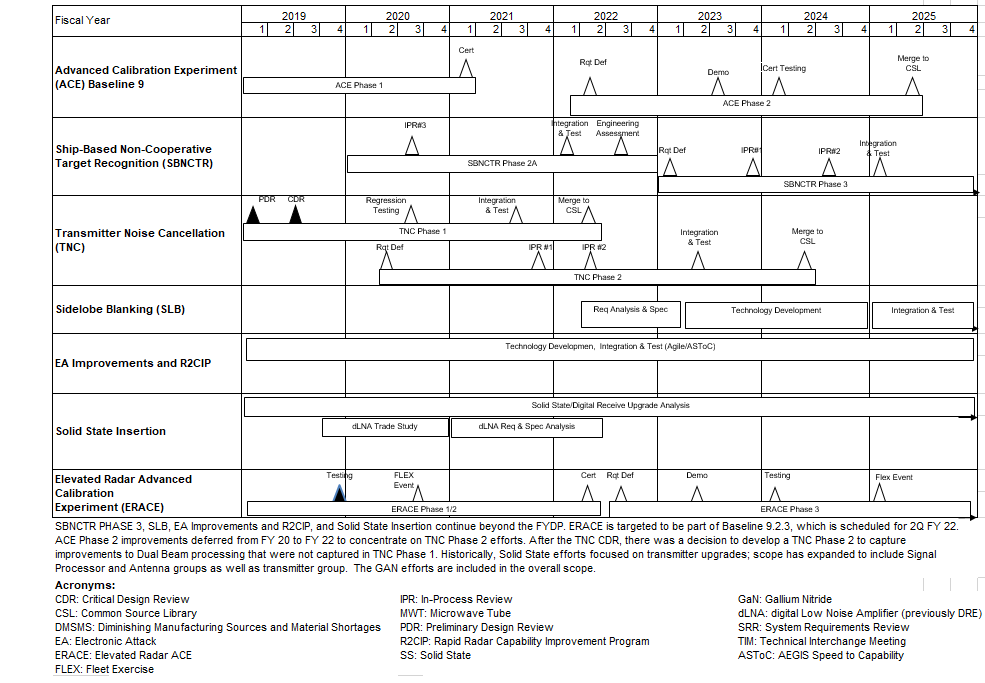 Fiscal Year 2019 2020 2021 2022 2023 2024 2025
1 2 3 4 1 2 3 4 1 2 3 4 1 2 3 4 1 2 3 4 1 2 3 4 1 2 3 4
Advanced Calibration Experiment
(ACE) Baseline 9
Cert
ACE Phase 1
Rqt Def
Demo
Cert Testing
Merge to
CSL
ACE Phase 2
Ship-Based Non-Cooperative
Target Recognition (SBNCTR)
IPR#3
Integration
& Test
Engineering
Assessment
SBNCTR Phase 2A
Rqt Def
IPR#1
IPR#2
Integration
& Test
SBNCTR Phase 3
Transmitter Noise Cancellation
(TNC)
PDR
CDR
Regression
Testing
Integration
& Test
Merge to
CSL
TNC Phase 1
Rqt Def
IPR #1
IPR #2
Integration
& Test
Merge to
CSL
TNC Phase 2
Sidelobe Blanking (SLB)
Req Analysis & Spec
Technology Development
Integration & Test
EA Improvements and R2CIP
Technology Developmen, Integration & Test (Agile/ASToC)
Solid State Insertion
Solid State/Digital Receive Upgrade Analysis
dLNA Trade Study
dLNA Req & Spec Analysis
Elevated Radar Advanced
Calibration
Experiment (ERACE)
Testing
FLEX
Event
Cert
Rqt Def
Demo
Testing
Flex Event
ERACE Phase 1/2
ERACE Phase 3
SBNCTR PHASE 3, SLB, EA Improvements and R2CIP, and Solid State Insertion continue beyond the FYDP. ERACE is targeted to be part of Baseline 9.2.3, which is scheduled for 2Q FY 22.
ACE Phase 2 improvements deferred from FY 20 to FY 22 to concentrate on TNC Phase 2 efforts. After the TNC CDR, there was a decision to develop a TNC Phase 2 to capture
improvements to Dual Beam processing that were not captured in TNC Phase 1. Historically, Solid State efforts focused on transmitter upgrades; scope has expanded to include Signal
Processor and Antenna groups as well as transmitter group. The GAN efforts are included in the overall scope.
Acronyms:
CDR: Critical Design Review
CSL: Common Source Library
DMSMS: Diminishing Manufacturing Sources and Material Shortages
EA: Electronic Attack
ERACE: Elevated Radar ACE
FLEX: Fleet Exercise
IPR: In-Process Review
MWT: Microwave Tube
PDR: Preliminary Design Review
R2CIP: Rapid Radar Capability Improvement Program
SS: Solid State
GaN: Gallium Nitride
dLNA: digital Low Noise Amplifier (previously DRE)
SRR: System Requirements Review
TIM: Technical Interchange Meeting
ASToC: AEGIS Speed to Capability